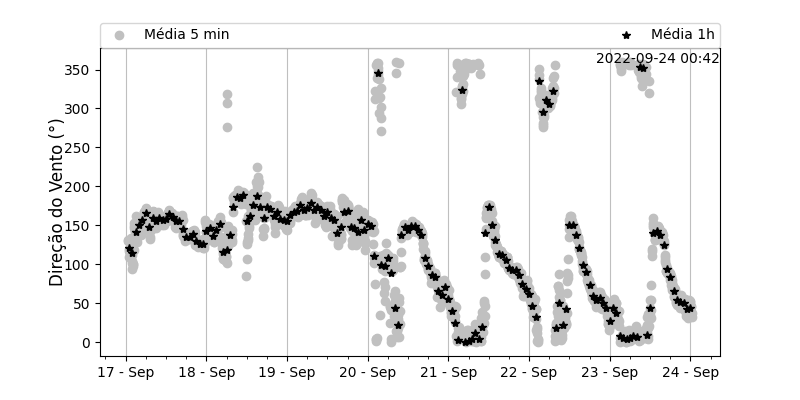 Média 5 min
Média 1h
2022-09-24 00:42
Direção do Vento (°)
350
300
250
200
150
100
50
0
17 - Sep
18 - Sep
19 - Sep
20 - Sep
21 - Sep
22 - Sep
23 - Sep
24 - Sep